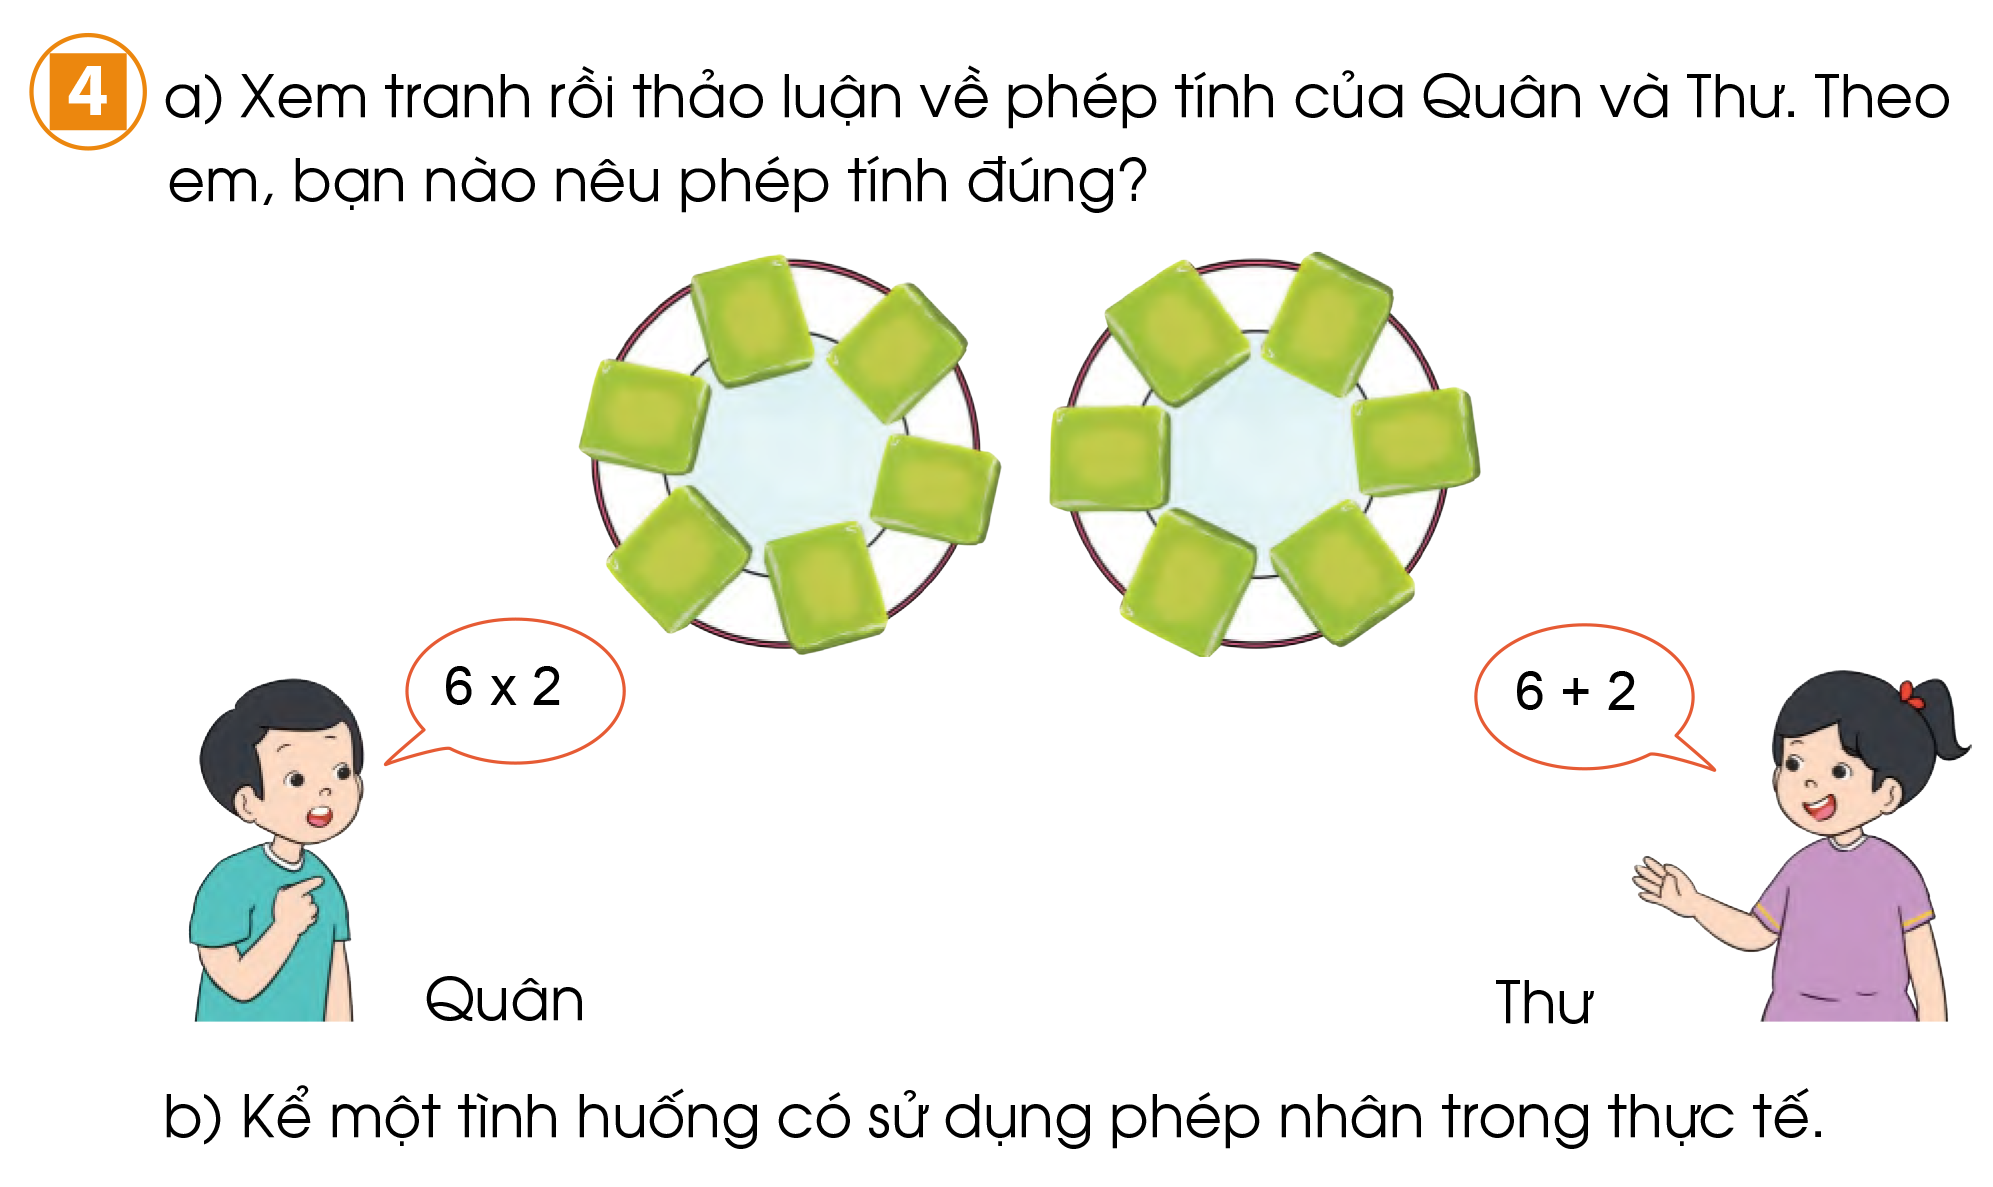 4 a) Xem tranh rồi thảo luận về phép tính của Quân và Thư. Theo
em, bạn nào nêu phép tính đúng?
6 x 2
6 + 2
Quân
Thư
b) Kể một tình huống có sử dụng phép nhân trong thực tế.